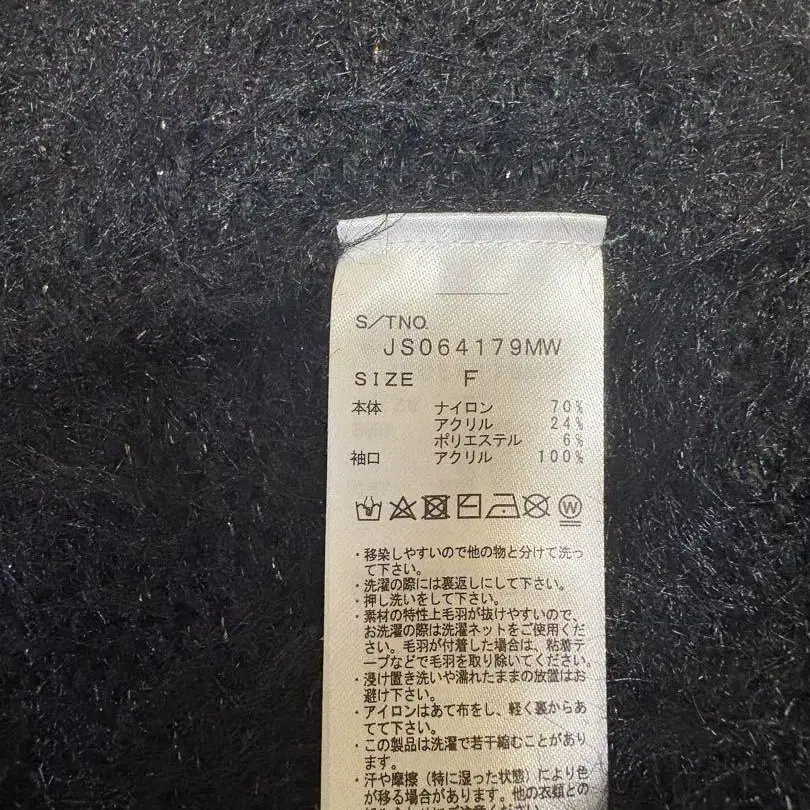 S/TNO.
JS064179MW
SIZE F
本体 ナイロン 70%
アクリル 24%
ポリエステル 6%
袖口 アクリル 100%
W
・移染しやすいので他の物と分けて洗っ
て下さい。
・洗濯の際には裏返しにして下さい。
・押し洗いをして下さい。
・素材の特性上毛羽が抜けやすいので、
お洗濯の際は洗濯ネットをご使用くだ
さい。毛羽が付着した場合は、粘着テ
ープなどで毛羽を取り除いてください。
・浸け置き洗いや濡れたままの放置はお
避け下さい。
・アイロンはあて布をし、軽く裏からあ
てて下さい。
・この製品は洗濯で若干縮むことがあり
ます。
・汗や摩擦（特に湿った状態）により色
が移る場合があります。他の衣類との